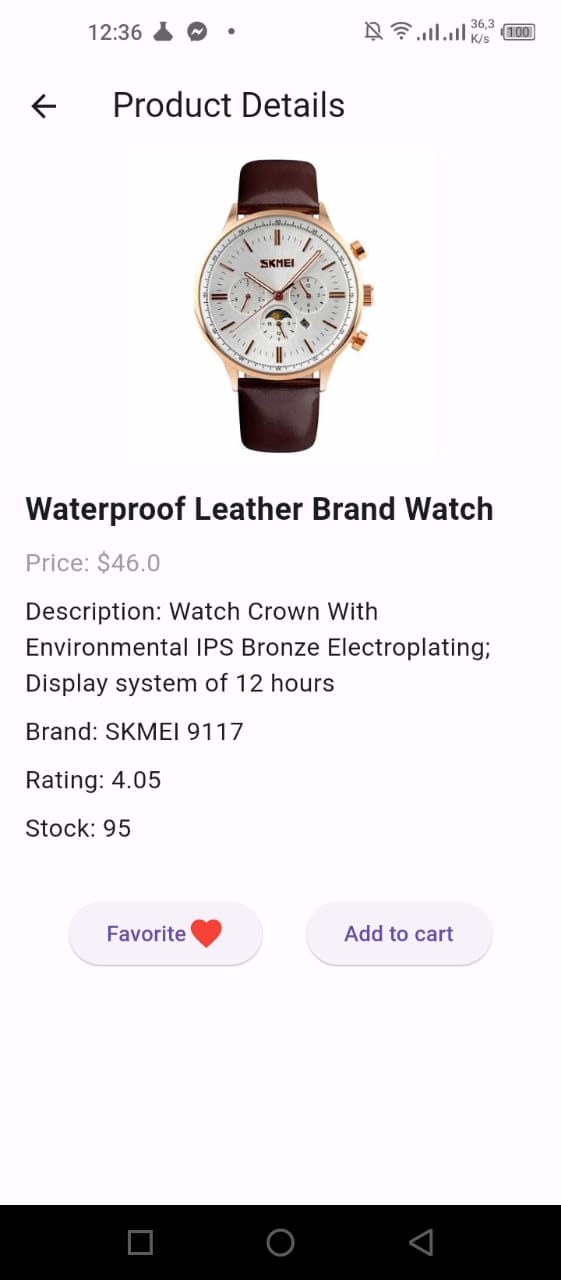 12:36
36,3
K/s
100
Product Details
SKMEI
Waterproof Leather Brand Watch
Price: $46.0
Description: Watch Crown With
Environmental IPS Bronze Electroplating;
Display system of 12 hours
Brand: SKMEI 9117
Rating: 4.05
Stock: 95
Favorite
Add to cart